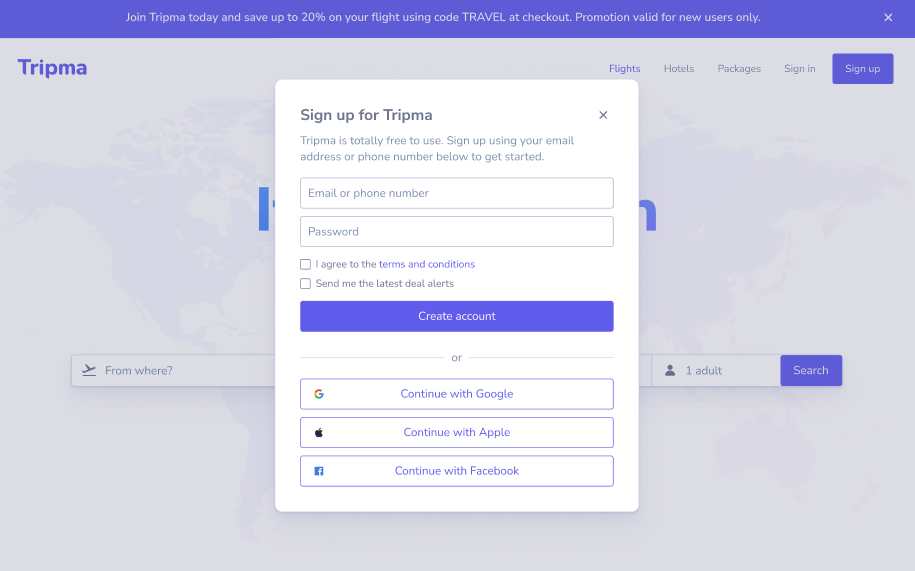 Join Tripma today and save up to 20% on your flight using code TRAVEL at checkout. Promotion valid for new users only.
Tripma
Flights Hotels Packages Sign in Sign up
Sign up for Tripma
Tripma is totally free to use. Sign up using your email
address or phone number below to get started.
Email or phone number
Password
I agree to the terms and conditions
Send me the latest deal alerts
Create account
or
From where? 1 adult Search
Continue with Google
Continue with Apple
Continue with Facebook